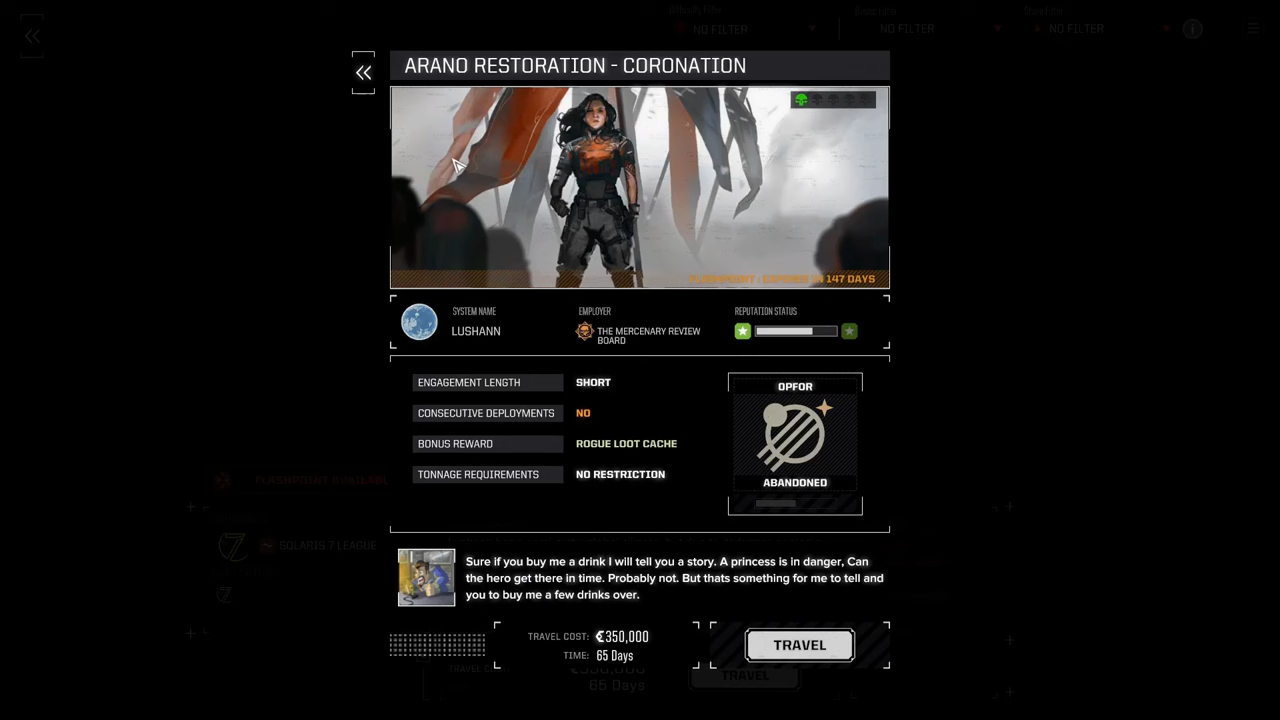 NO FILTER
NO FILTER
NO FILTER
ARANO RESTORATION - CORONATION
147 DAYS
SYSTEM NAME
LUSHANN
EMPLOYER
THE MERCENARY REVIEW
BOARD
REPUTATION STATUS
ENGAGEMENT LENGTH
SHORT
CONSECUTIVE DEPLOYMENTS
NO
BONUS REWARD
ROGUE LOOT CACHE
TONNAGE REQUIREMENTS
NO RESTRICTION
OPFOR
ABANDONED
SOLARIS 7 LEAGUE
Sure if you buy me a drink I will tell you a story. A princess is in danger, Can
the hero get there in time. Probably not. But thats something for me to tell and
you to buy me a few drinks over.
TRAVEL COST: ₡350,000
TIME: 65 Days
TRAVEL
65 Days
TRAVEL